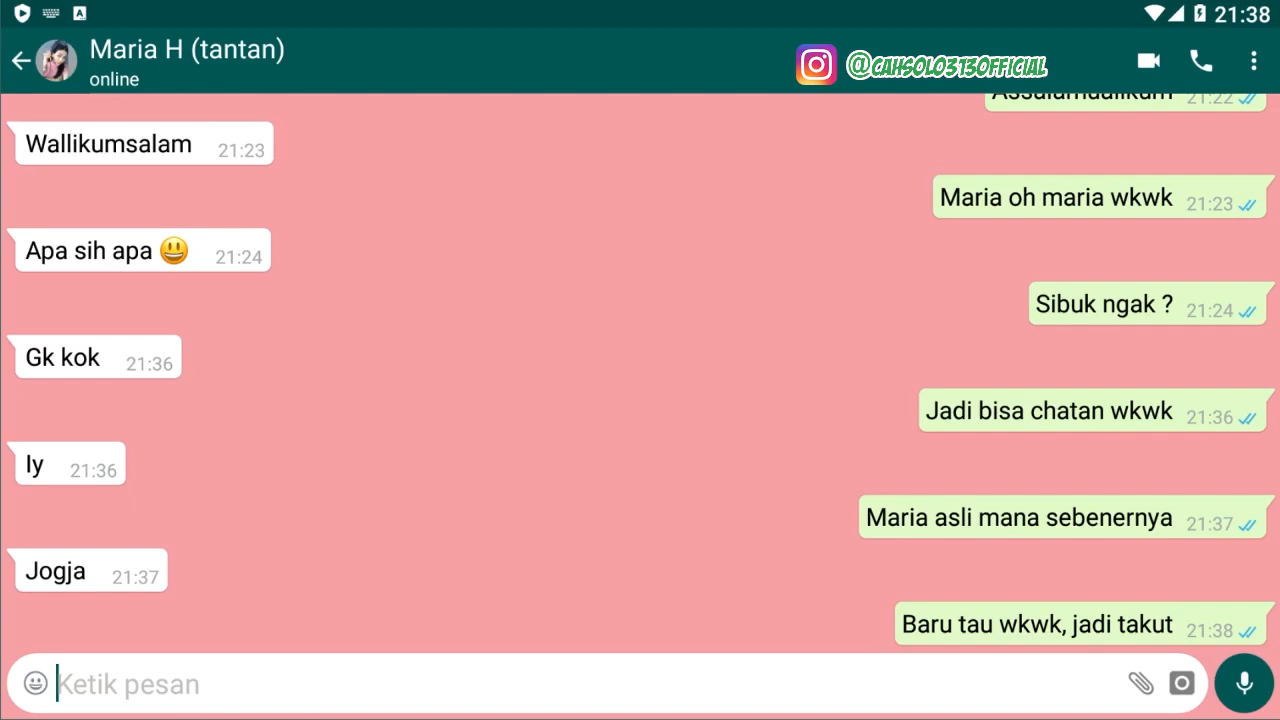 21:38
Maria H (tantan)
online
@CAHSOLO313OFFICIAL
Assalamualikum 21:22
Wallikumsalam 21:23
Maria oh maria wkwk 21:23
Apa sih apa 😃 21:24
Sibuk ngak ? 21:24
Gk kok 21:36
Jadi bisa chatan wkwk 21:36
Iy 21:36
Maria asli mana sebenernya 21:37
Jogja 21:37
Baru tau wkwk, jadi takut 21:38
Ketik pesan